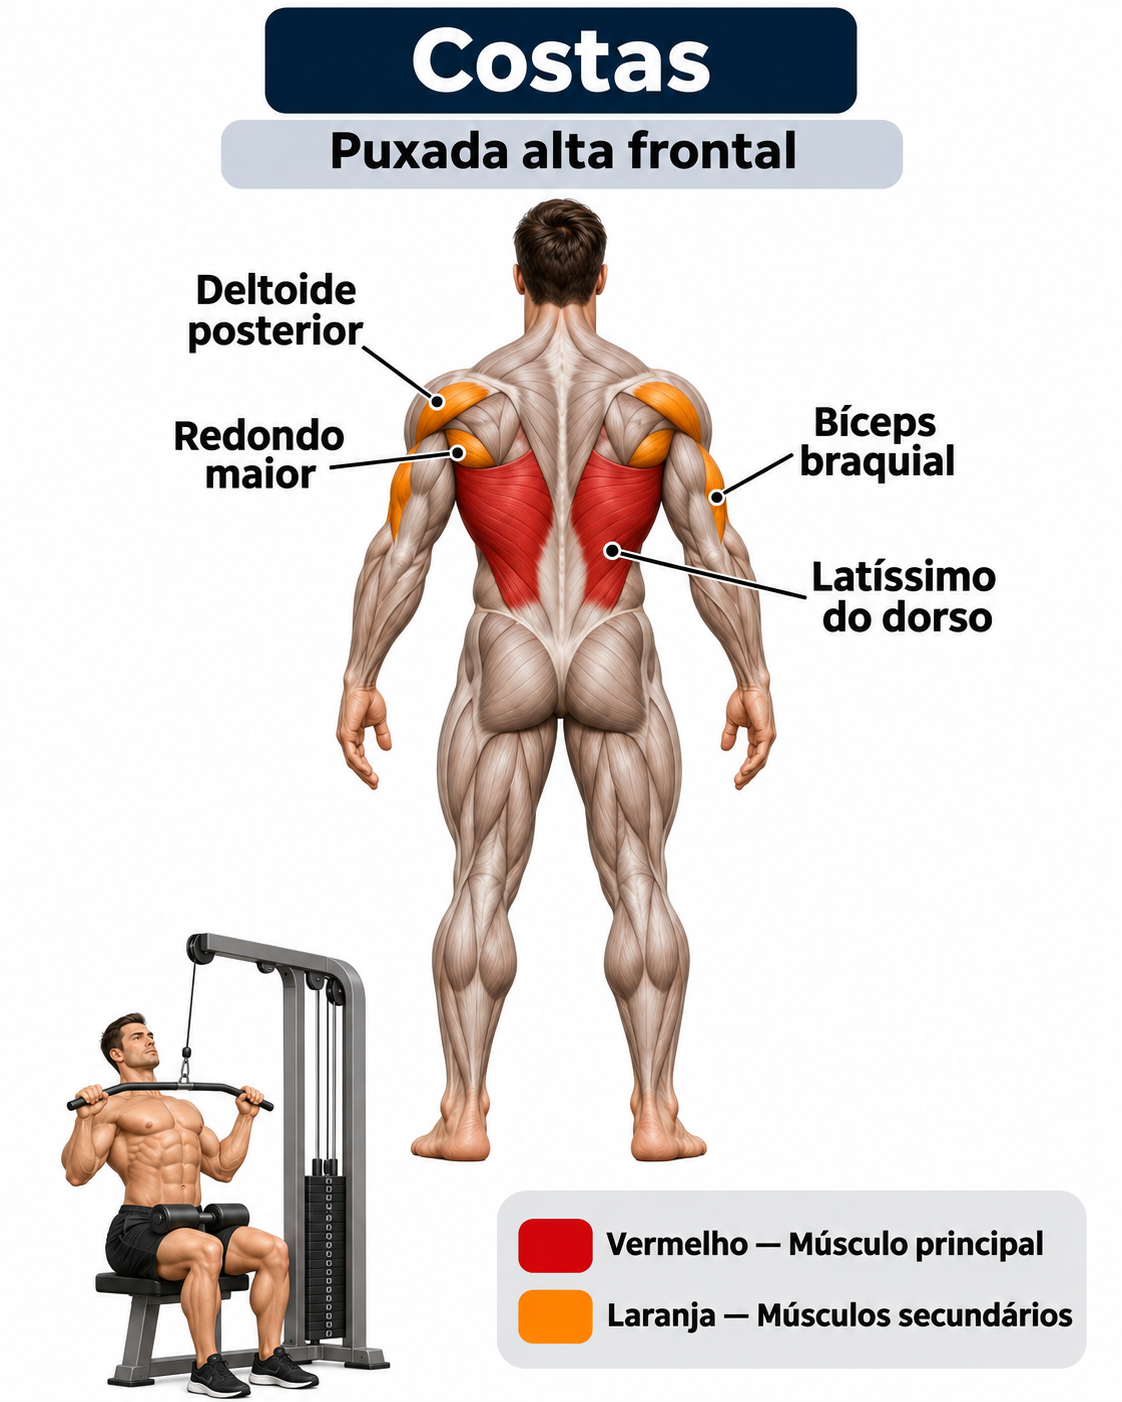 Costas
Puxada alta frontal
Deltoide
posterior
Redondo
maior
Bíceps
braquial
Latíssimo
do dorso
Vermelho — Músculo principal
Laranja — Músculos secundários